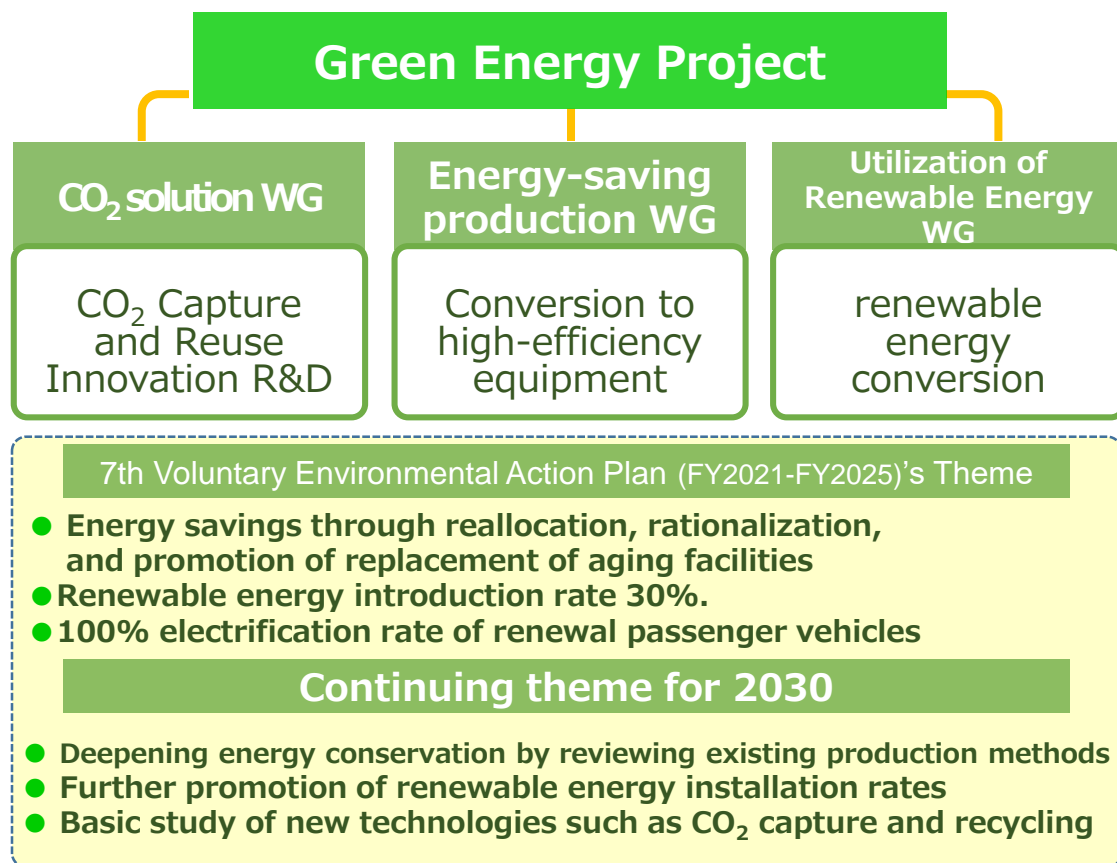 Green Energy Project
CO₂ solution WG
CO₂ Capture
and Reuse
Innovation R&D
Energy-saving
production WG
Conversion to
high-efficiency
equipment
Utilization of
Renewable Energy
WG
renewable
energy
conversion
7th Voluntary Environmental Action Plan (FY2021-FY2025)'s Theme
● Energy savings through reallocation, rationalization,
and promotion of replacement of aging facilities
● Renewable energy introduction rate 30%.
● 100% electrification rate of renewal passenger vehicles
Continuing theme for 2030
● Deepening energy conservation by reviewing existing production methods
● Further promotion of renewable energy installation rates
● Basic study of new technologies such as CO₂ capture and recycling